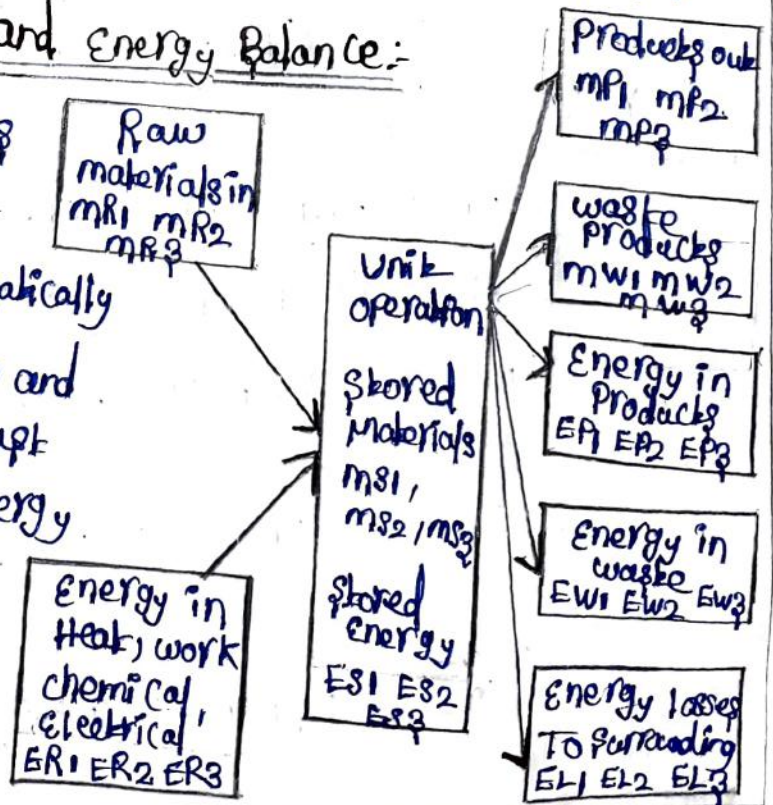 and Energy Balance:-
Raw
materials in
mR1 mR2
mR3
atically
and
ergy
Energy in
Heat, work
chemical,
Electrical
ER1 ER2 ER3
Unit
operation
Stored
Materials
mS1,
mS2, mS3
Stored
Energy
ES1 ES2
ES3
Products out
mP1 mP2
mP3
waste
products
mW1 mW2
mW3
Energy in
Products
EP1 EP2 EP3
Energy in
waste
EW1 EW2 EW3
Energy losses
To Surrounding
EL1 EL2 EL3